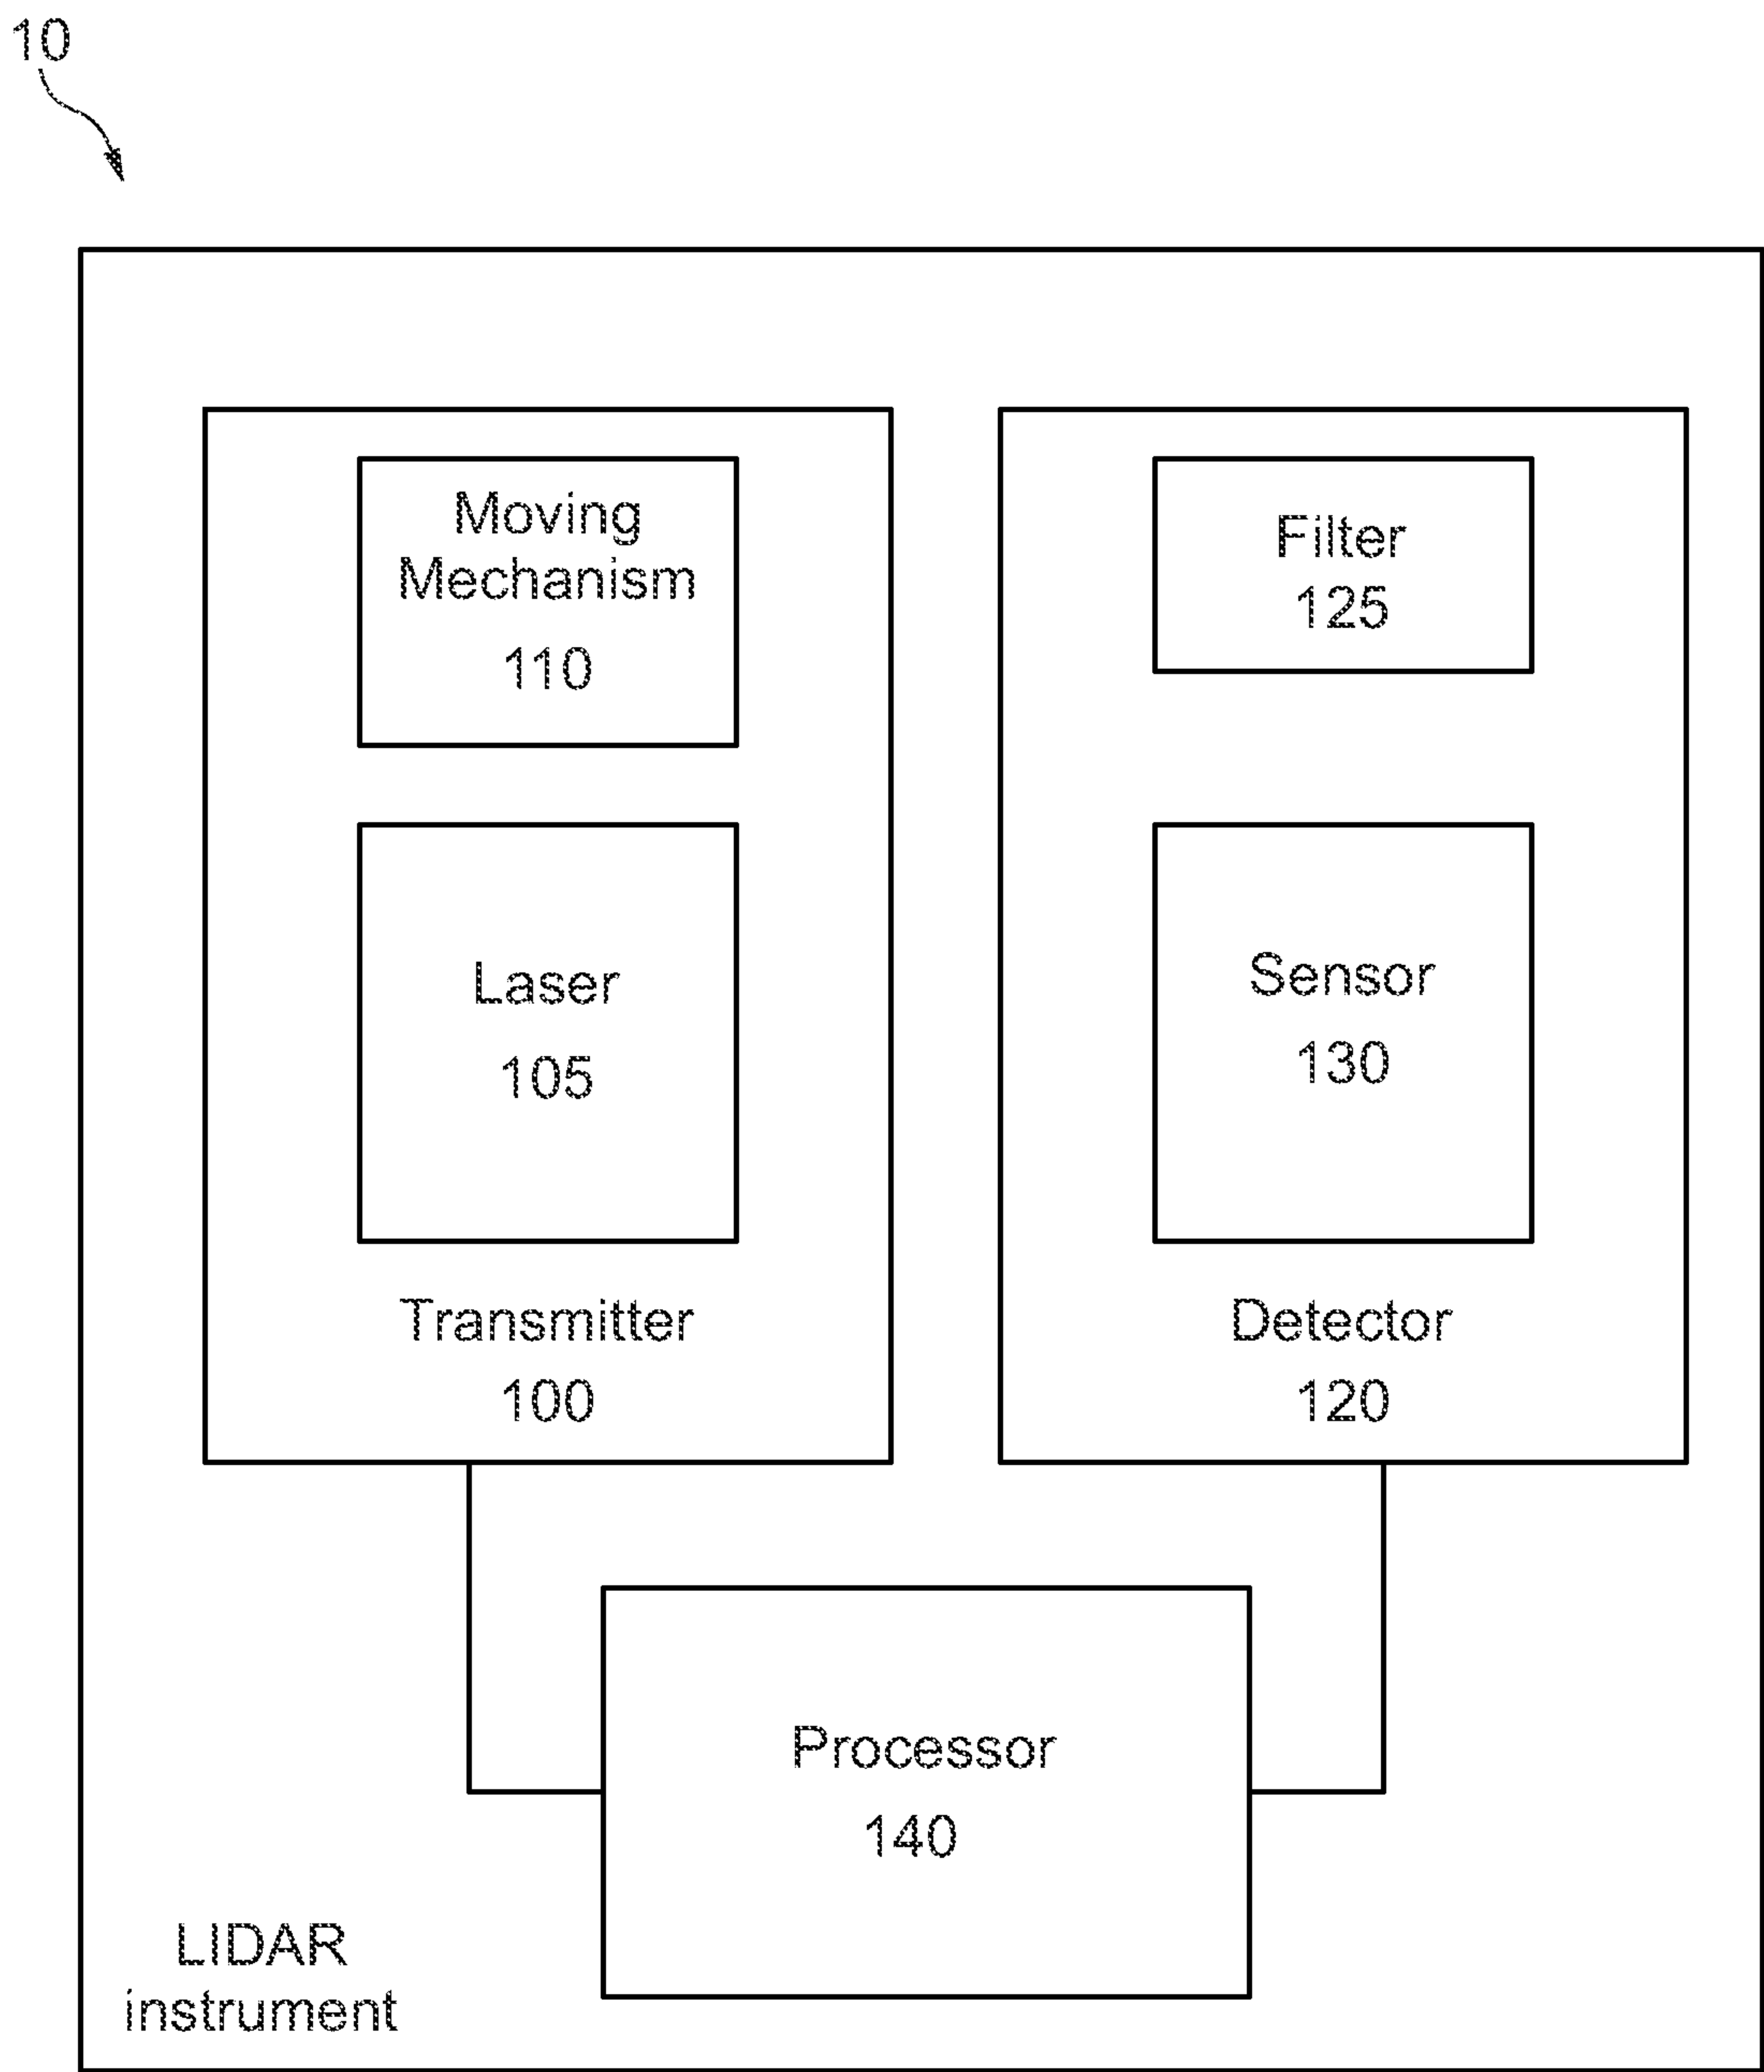 10
Moving
Mechanism
110
Laser
105
Transmitter
100
Filter
125
Sensor
130
Detector
120
Processor
140
LIDAR
instrument